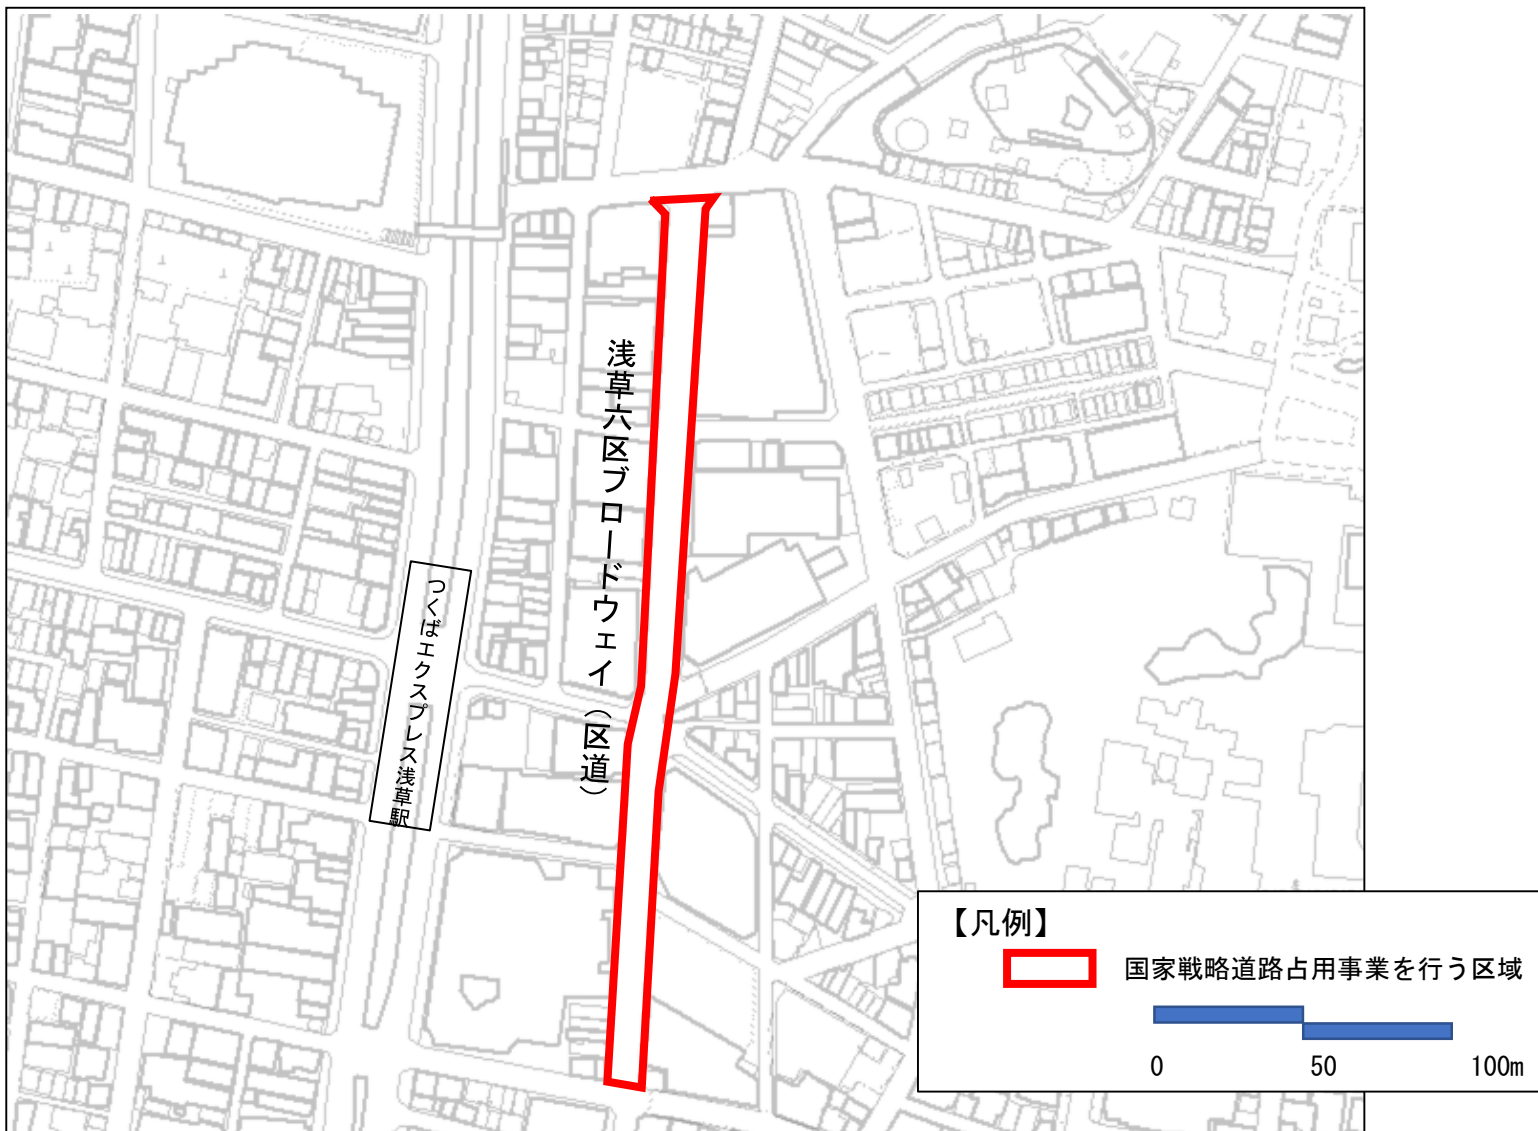 浅草六区ブロードウェイ（区道）
つくばエクスプレス浅草駅
【凡例】
国家戦略道路占用事業を行う区域
0 50 100m